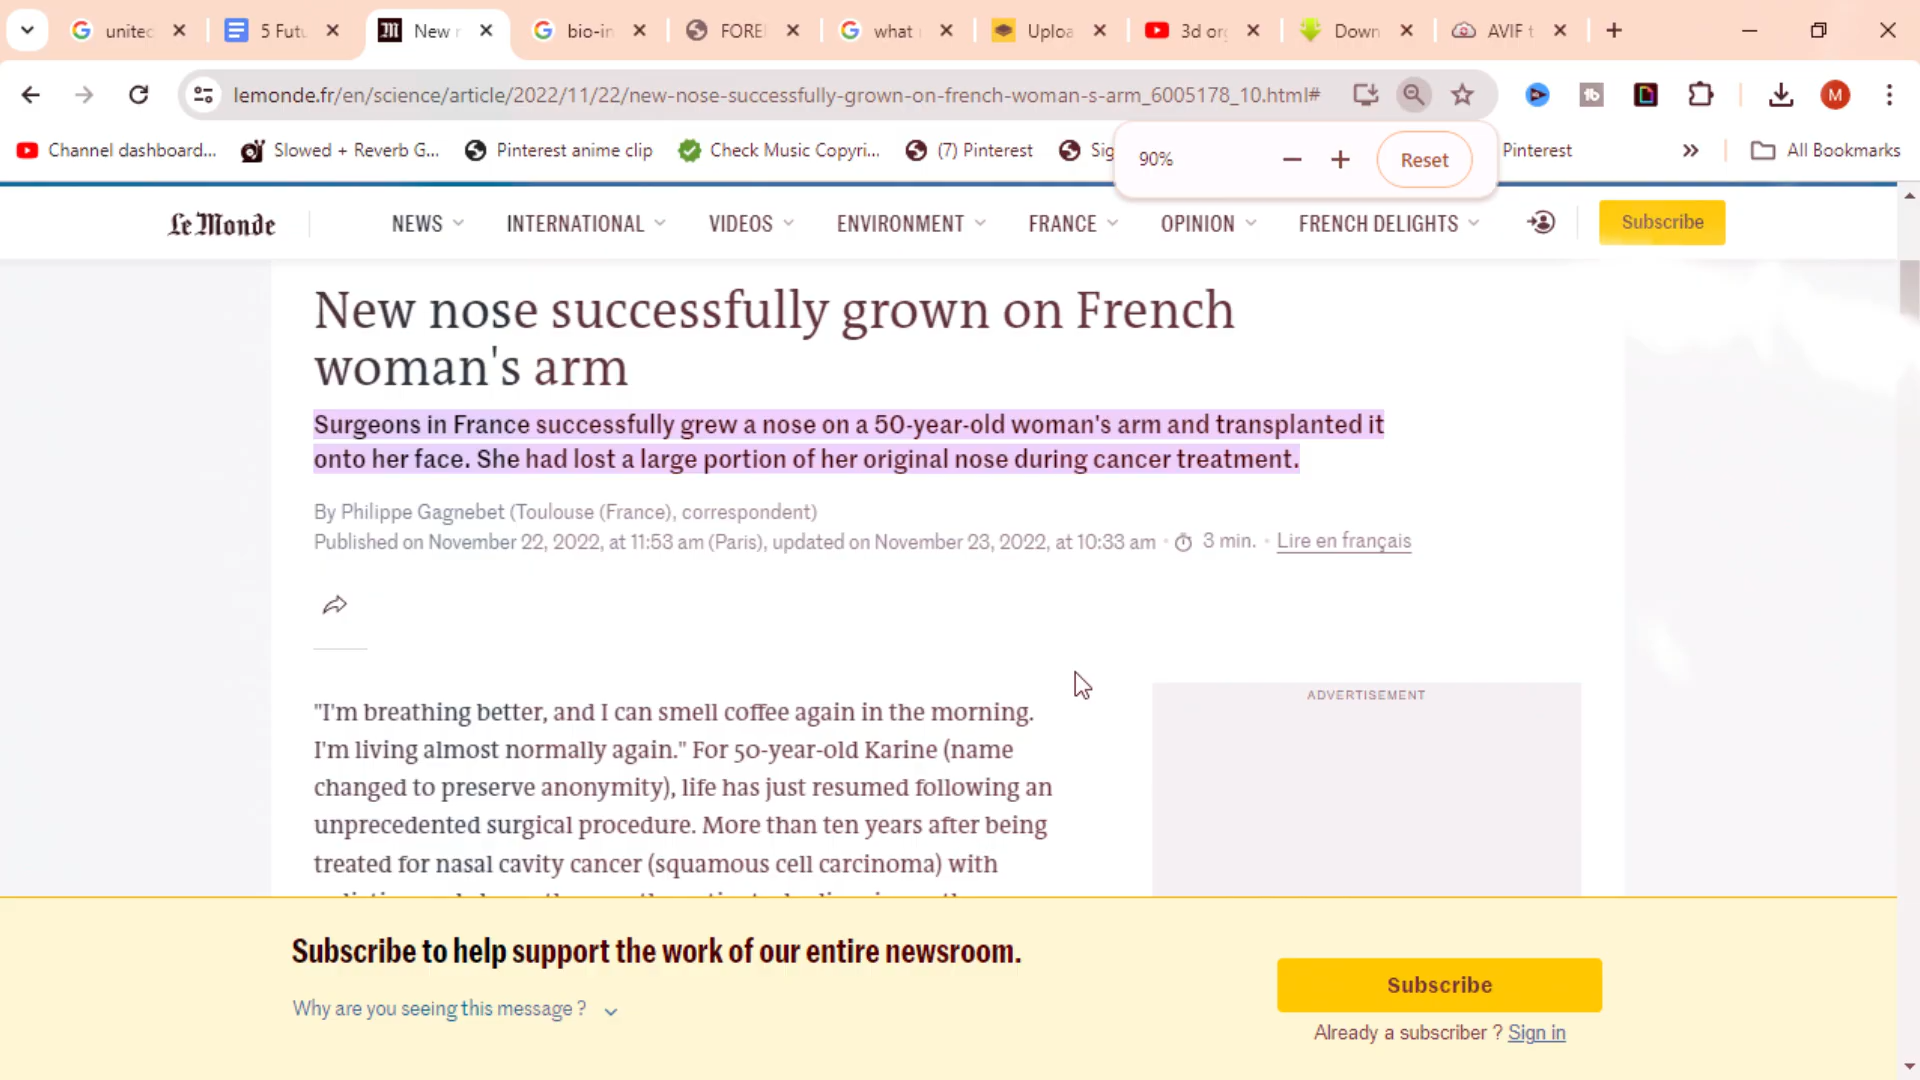 unitec
5 Futu
New r
bio-in
FORE
what
Uploa
3d or
Down
AVIF t
lemonde.fr/en/science/article/2022/11/22/new-nose-successfully-grown-on-french-woman-s-arm_6005178_10.html#
M
Channel dashboard...
Slowed + Reverb G...
Pinterest anime clip
Check Music Copyri...
(7) Pinterest
Sig
Pinterest
All Bookmarks
90%
Reset
Le Monde
NEWS
INTERNATIONAL
VIDEOS
ENVIRONMENT
FRANCE
OPINION
FRENCH DELIGHTS
Subscribe
New nose successfully grown on French
woman's arm
Surgeons in France successfully grew a nose on a 50-year-old woman's arm and transplanted it
onto her face. She had lost a large portion of her original nose during cancer treatment.
By Philippe Gagnebet (Toulouse (France), correspondent)
Published on November 22, 2022, at 11:53 am (Paris), updated on November 23, 2022, at 10:33 am • 3 min. • Lire en français
"I'm breathing better, and I can smell coffee again in the morning.
I'm living almost normally again." For 50-year-old Karine (name
changed to preserve anonymity), life has just resumed following an
unprecedented surgical procedure. More than ten years after being
treated for nasal cavity cancer (squamous cell carcinoma) with
ADVERTISEMENT
Subscribe to help support the work of our entire newsroom.
Why are you seeing this message ?
Subscribe
Already a subscriber ? Sign in